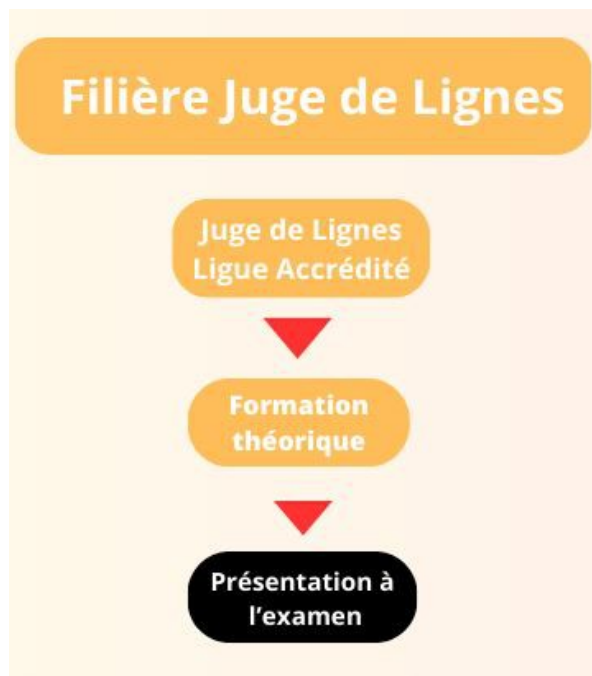 Filière Juge de Lignes
Juge de Lignes
Ligue Accrédité
Formation
théorique
Présentation à
l’examen